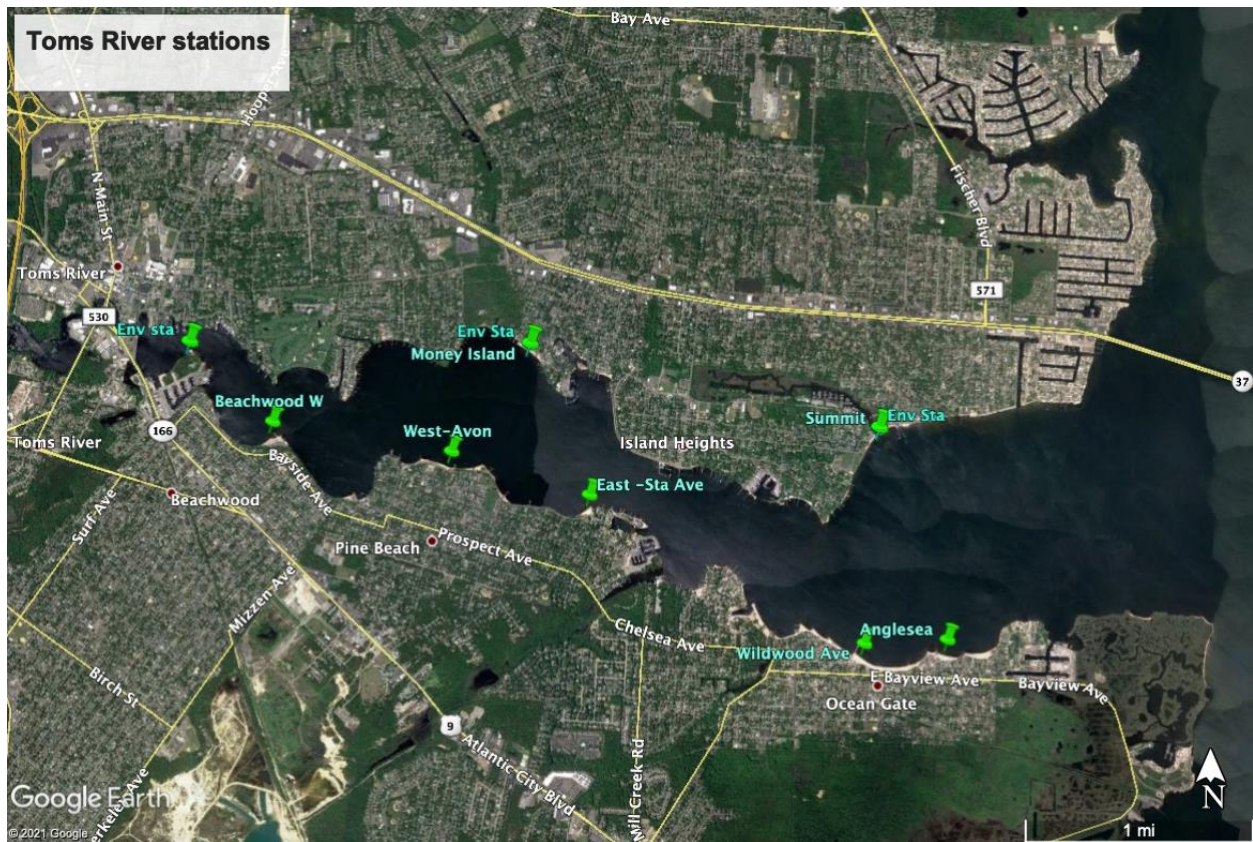 Toms River stations
Bay Ave
Hooper Ave
N Main St
Fischer Blvd
Toms River
571
530
Env sta
Env Sta
Money Island
37
Beachwood W
Summit
Env Sta
166
West-Avon
Island Heights
Toms River
Bayside Ave
East -Sta Ave
Beachwood
Surf Ave
Pine Beach
Prospect Ave
Mizzen Ave
Chelsea Ave
Anglesea
Wildwood Ave
E Bayview Ave
Bayview Ave
Birch St
Ocean Gate
9
Atlantic City Blvd
Mill Creek Rd
Google Earth
N
© 2021 Google
1 mi